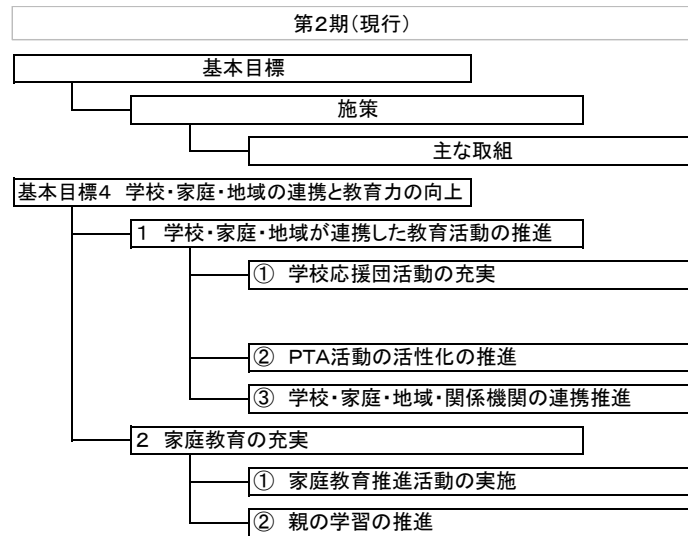 第2期(現行)
基本目標
施策
主な取組
基本目標4 学校・家庭・地域の連携と教育力の向上
1 学校・家庭・地域が連携した教育活動の推進
① 学校応援団活動の充実
② PTA活動の活性化の推進
③ 学校・家庭・地域・関係機関の連携推進
2 家庭教育の充実
① 家庭教育推進活動の実施
② 親の学習の推進